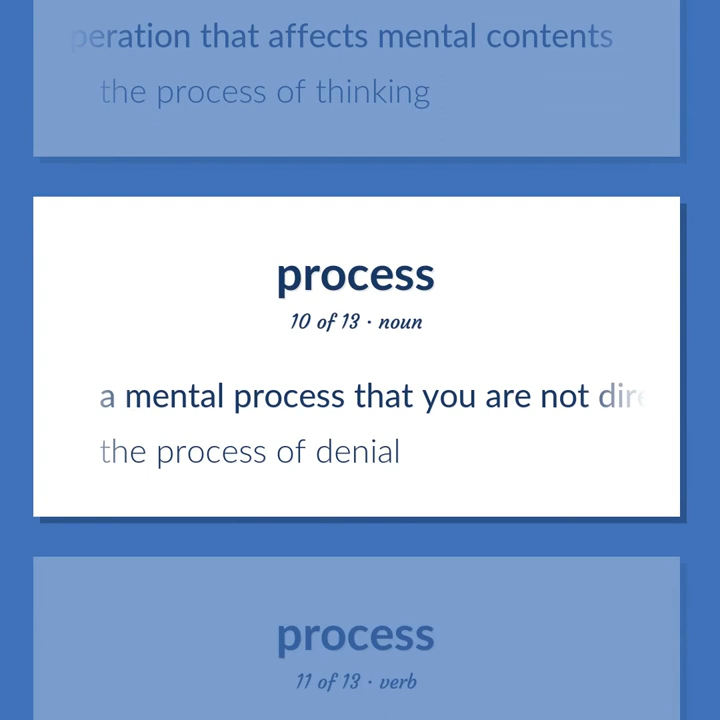 peration that affects mental contents
the process of thinking
process
10 of 13 · noun
a mental process that you are not dire
the process of denial
process
11 of 13 · verb